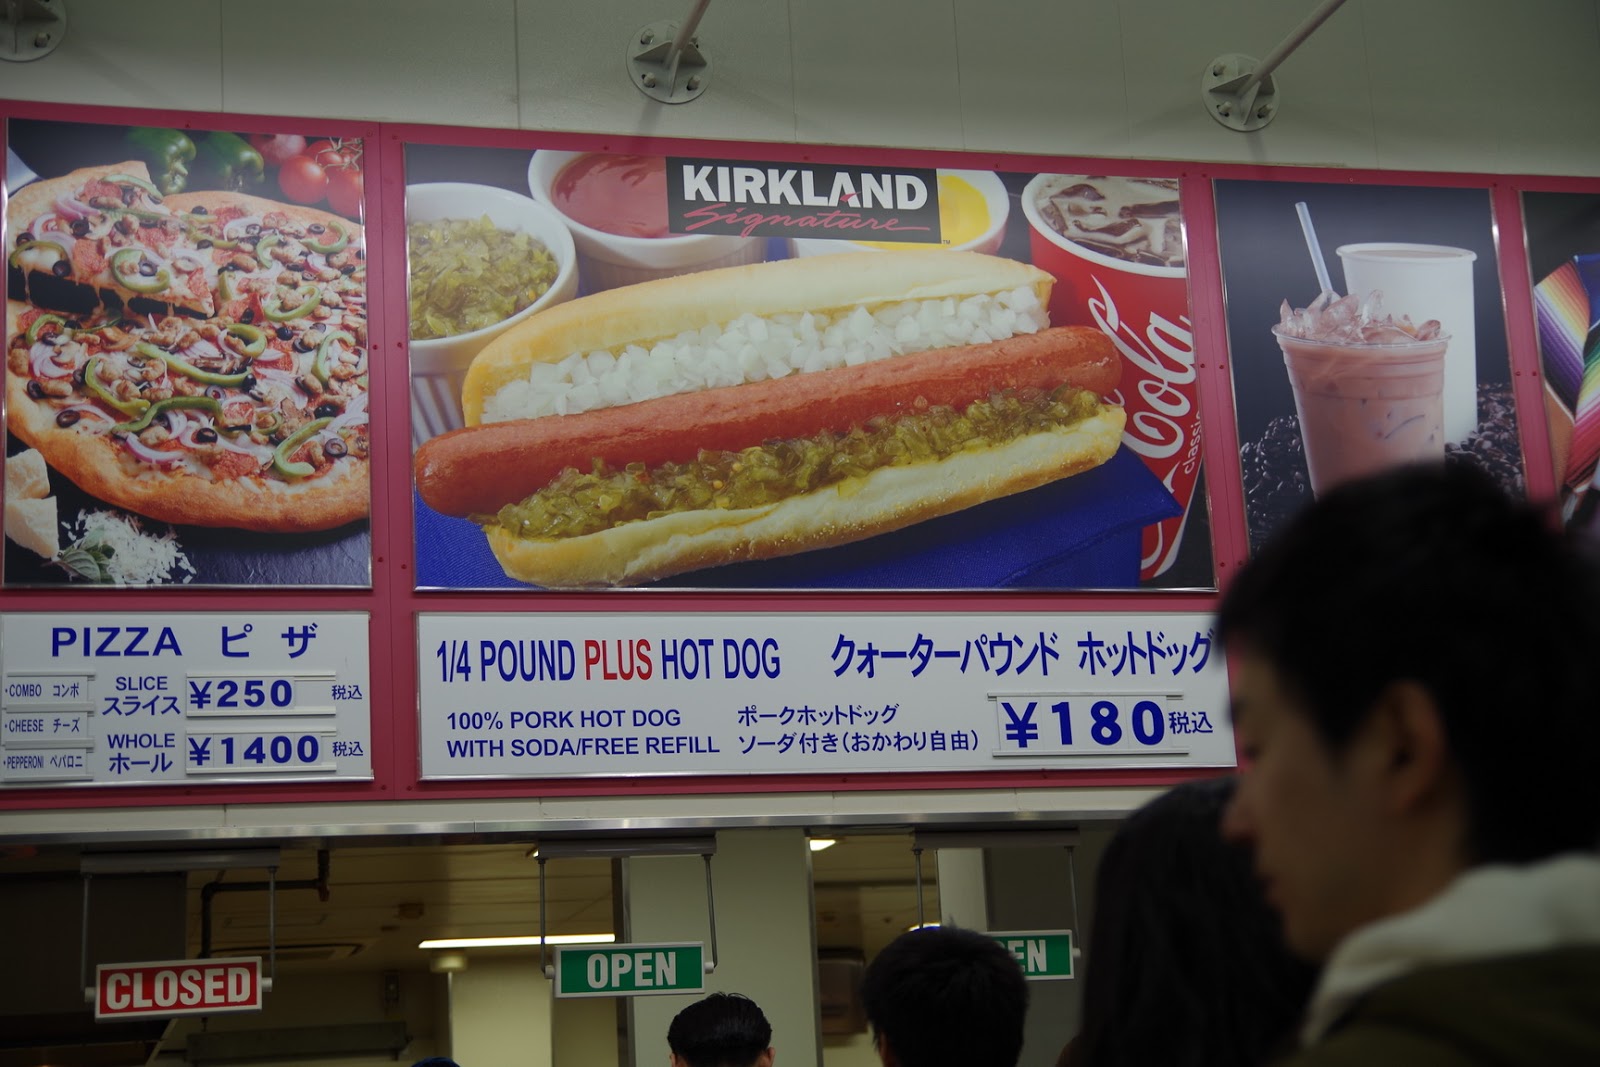 KIRKLAND
Signature
TM
Cola
classic
PIZZA ピザ
・COMBO コンボ
・CHEESE チーズ
・PEPPERONI ペパロニ
SLICE
スライス
¥250 税込
WHOLE
ホール
¥1400 税込
1/4 POUND PLUS HOT DOG クォーターパウンド ホットドッグ
100% PORK HOT DOG ポークホットドッグ
WITH SODA/FREE REFILL ソーダ付き(おかわり自由)
¥180 税込
CLOSED
OPEN
EN